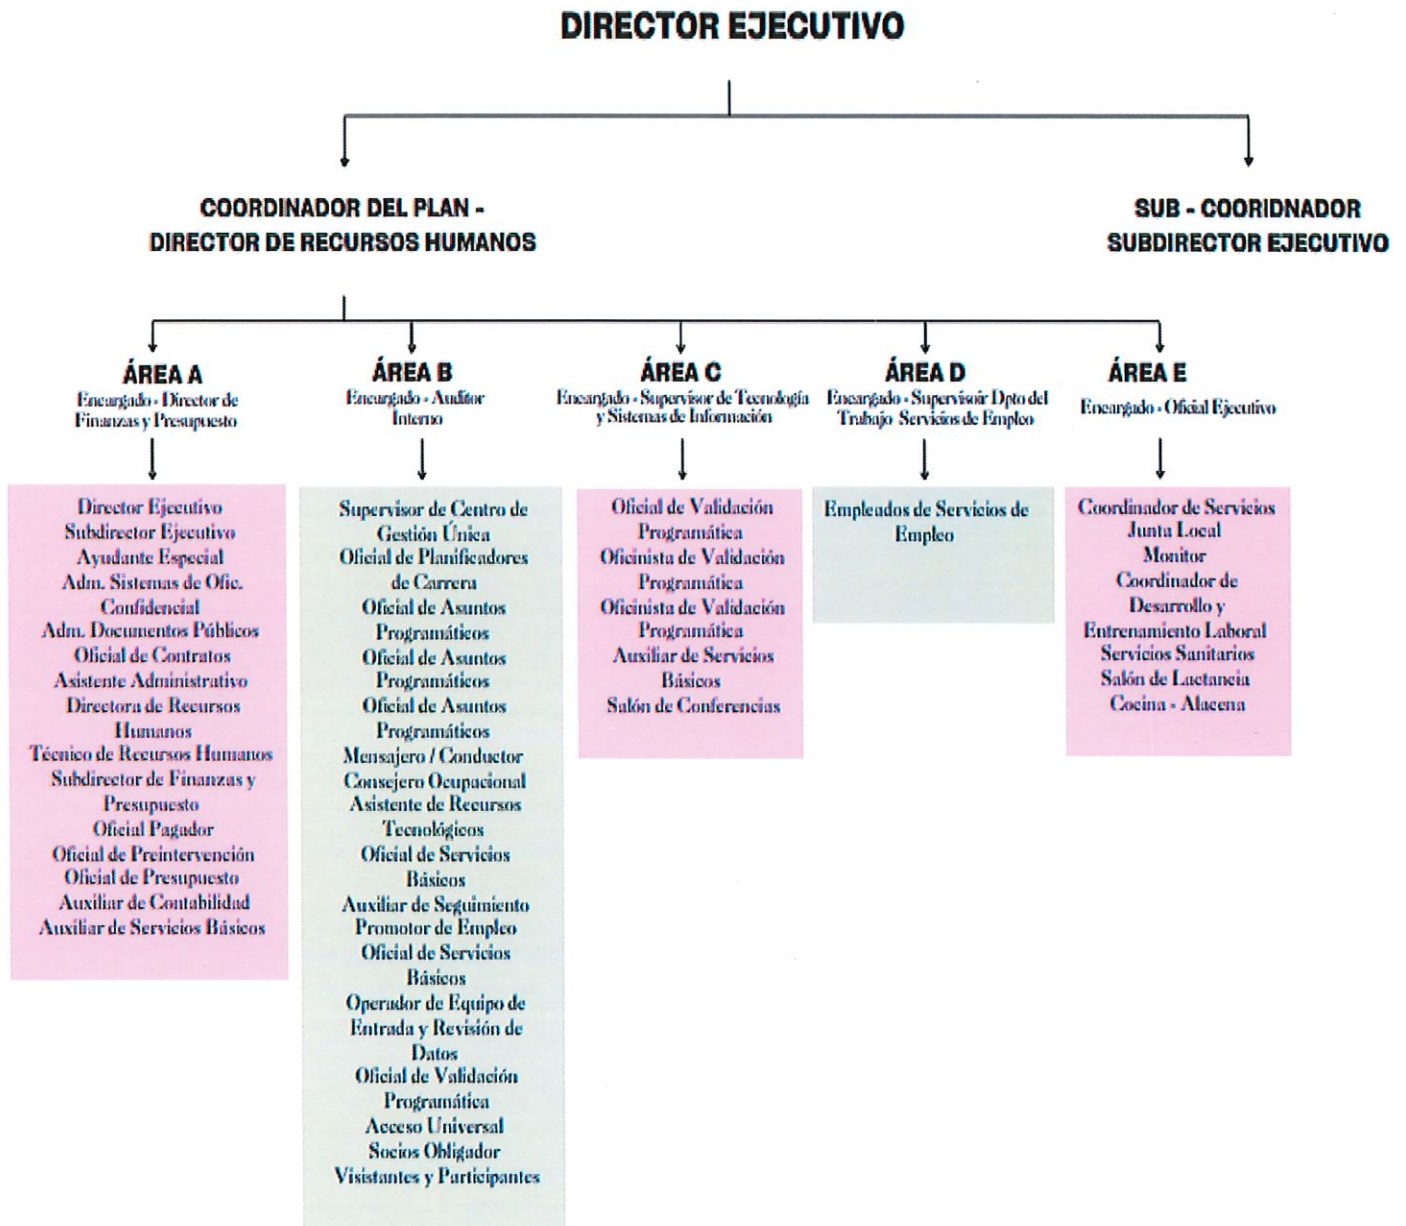 DIRECTOR EJECUTIVO
COORDINADOR DEL PLAN -
DIRECTOR DE RECURSOS HUMANOS
SUB - COORIDNADOR
SUBDIRECTOR EJECUTIVO
ÁREA A
Encargado - Director de
Finanzas y Presupuesto
ÁREA B
Encargado - Auditor
Interno
ÁREA C
Encargado - Supervisor de Tecnología
y Sistemas de Información
ÁREA D
Encargado - Supervisoir Dpto del
Trabajo Servicios de Empleo
ÁREA E
Encargado - Oficial Ejecutivo
Director Ejecutivo
Subdirector Ejecutivo
Ayudante Especial
Adm. Sistemas de Ofic.
Confidencial
Adm. Documentos Públicos
Oficial de Contratos
Asistente Administrativo
Directora de Recursos
Humanos
Técnico de Recursos Humanos
Subdirector de Finanzas y
Presupuesto
Oficial Pagador
Oficial de Preintervención
Oficial de Presupuesto
Auxiliar de Contabilidad
Auxiliar de Servicios Básicos
Supervisor de Centro de
Gestión Única
Oficial de Planificadores
de Carrera
Oficial de Asuntos
Programáticos
Oficial de Asuntos
Programáticos
Oficial de Asuntos
Programáticos
Mensajero / Conductor
Consejero Ocupacional
Asistente de Recursos
Tecnológicos
Oficial de Servicios
Básicos
Auxiliar de Seguimiento
Promotor de Empleo
Oficial de Servicios
Básicos
Operador de Equipo de
Entrada y Revisión de
Datos
Oficial de Validación
Programática
Acceso Universal
Socios Obligador
Visistantes y Participantes
Oficial de Validación
Programática
Oficinista de Validación
Programática
Oficinista de Validación
Programática
Auxiliar de Servicios
Básicos
Salón de Conferencias
Empleados de Servicios de
Empleo
Coordinador de Servicios
Junta Local
Monitor
Coordinador de
Desarrollo y
Entrenamiento Laboral
Servicios Sanitarios
Salón de Lactancia
Cocina - Alacena